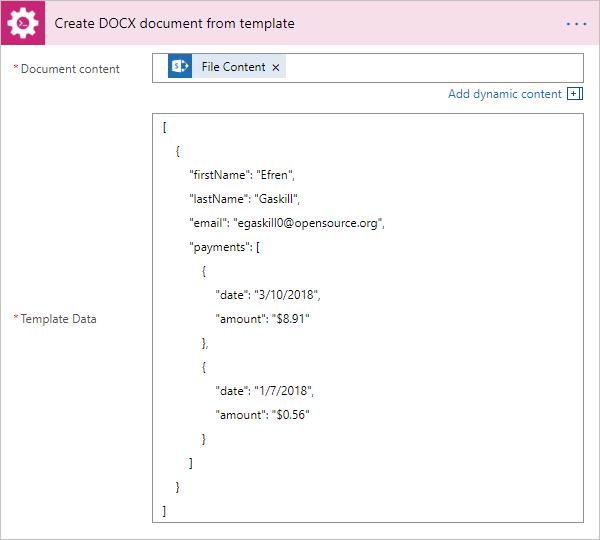 Create DOCX document from template
* Document content
File Content ×
Add dynamic content
* Template Data
[
{
"firstName": "Efren",
"lastName": "Gaskill",
"email": "egaskill0@opensource.org",
"payments": [
{
"date": "3/10/2018",
"amount": "$8.91"
},
{
"date": "1/7/2018",
"amount": "$0.56"
}
]
}
]